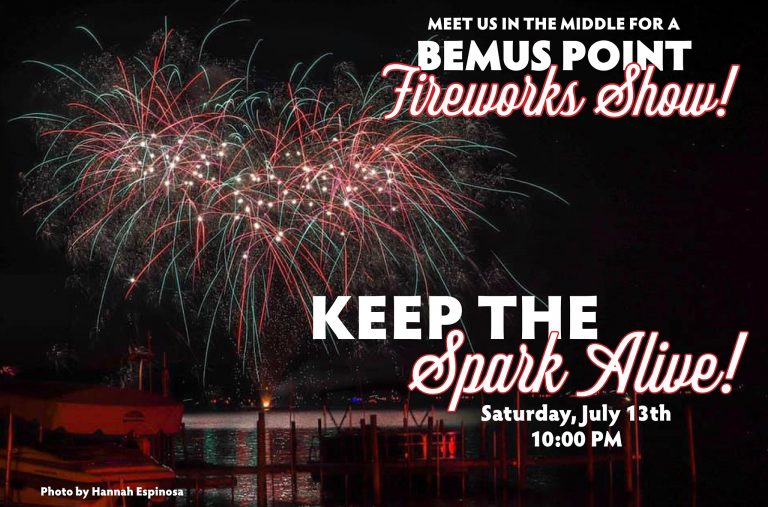 MEET US IN THE MIDDLE FOR A
BEMUS POINT
Fireworks Show!
KEEP THE
Spark Alive!
Saturday, July 13th
10:00 PM
Photo by Hannah Espinosa